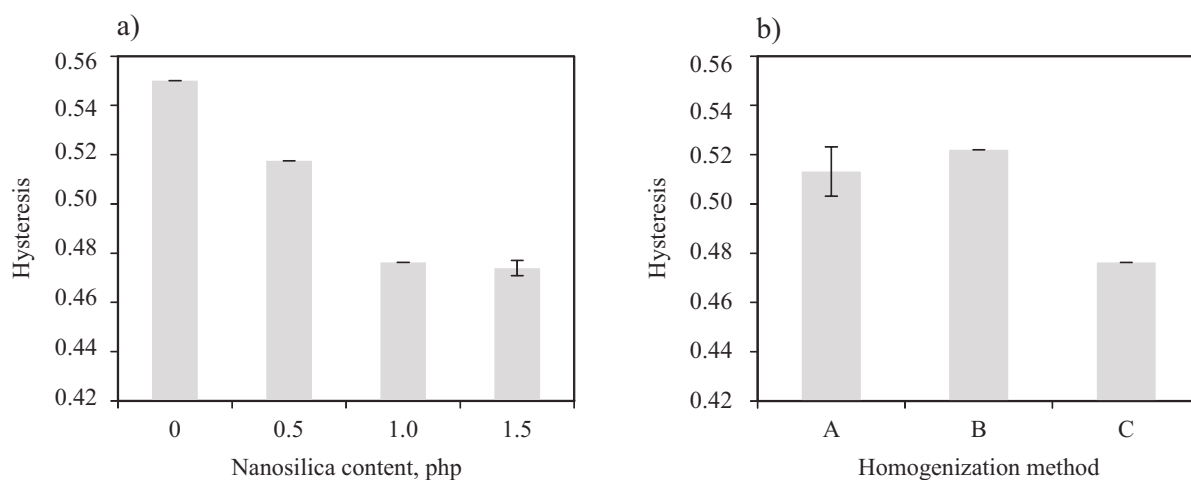 a)
0.56
0.54
0.52
0.50
0.48
0.46
0.44
0.42
Hysteresis
0 0.5 1.0 1.5
Nanosilica content, php
b)
0.56
0.54
0.52
0.50
0.48
0.46
0.44
0.42
Hysteresis
A B C
Homogenization method